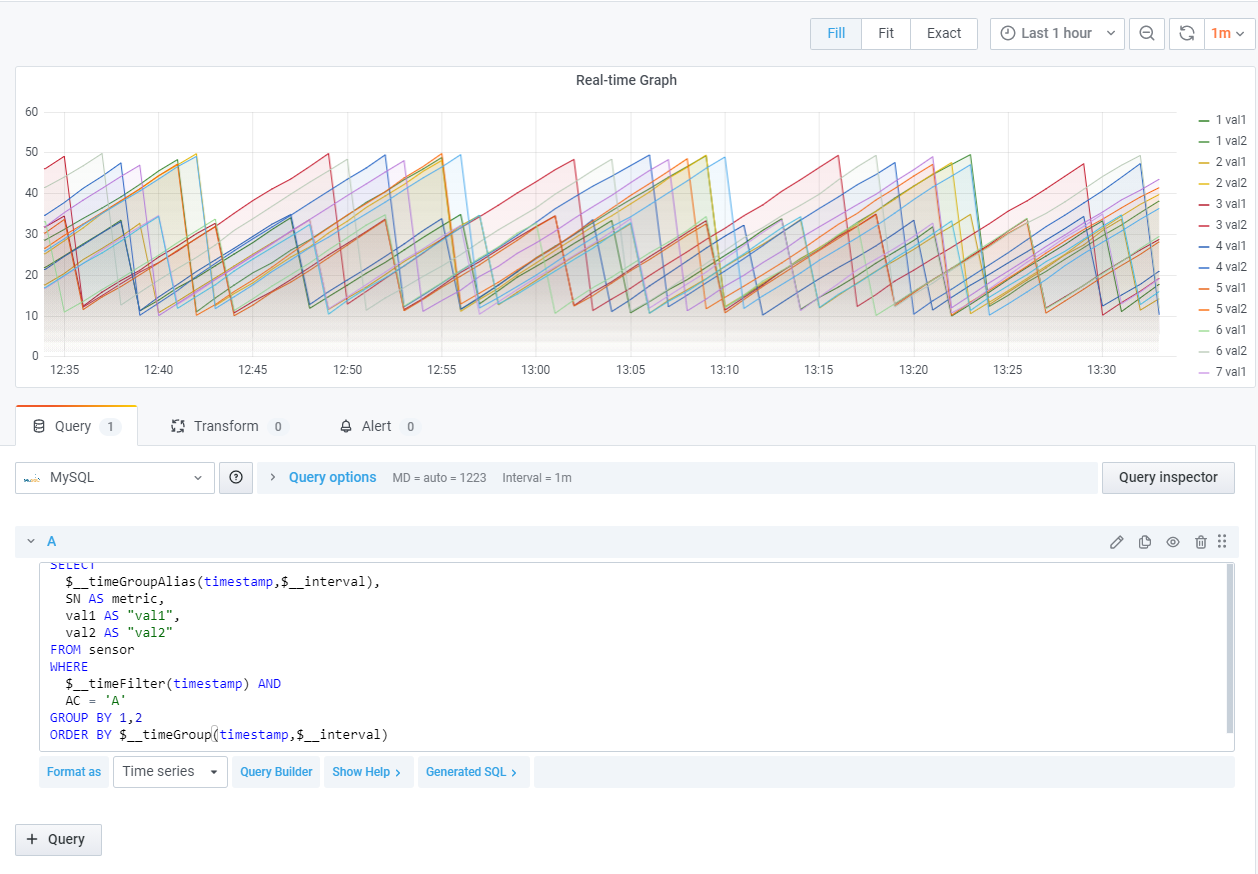 Fill Fit Exact Last 1 hour 1m
Real-time Graph
60
50
40
30
20
10
0
12:35 12:40 12:45 12:50 12:55 13:00 13:05 13:10 13:15 13:20 13:25 13:30
1 val1
1 val2
2 val1
2 val2
3 val1
3 val2
4 val1
4 val2
5 val1
5 val2
6 val1
6 val2
7 val1
Query 1 Transform 0 Alert 0
MySQL Query options MD = auto = 1223 Interval = 1m Query inspector
A
SELECT
$__timeGroupAlias(timestamp,$__interval),
SN AS metric,
val1 AS "val1",
val2 AS "val2"
FROM sensor
WHERE
$__timeFilter(timestamp) AND
AC = 'A'
GROUP BY 1,2
ORDER BY $__timeGroup(timestamp,$__interval)
Format as Time series Query Builder Show Help > Generated SQL >
+ Query